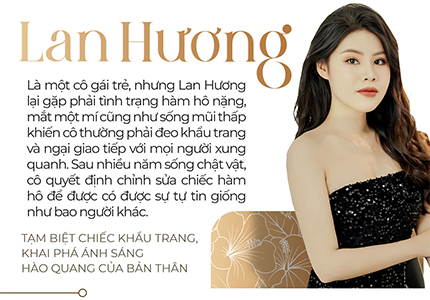 Lan Hương
Là một cô gái trẻ, nhưng Lan Hương
lại gặp phải tình trạng hàm hô nặng,
mắt một mí cũng như sống mũi thấp
khiến cô thường phải đeo khẩu trang
và ngại giao tiếp với mọi người xung
quanh. Sau nhiều năm sống chật vật,
cô quyết định chỉnh sửa chiếc hàm
hô để được có được sự tự tin giống
như bao người khác.
TẠM BIỆT CHIẾC KHẨU TRANG,
KHAI PHÁ ÁNH SÁNG
HÀO QUANG CỦA BẢN THÂN